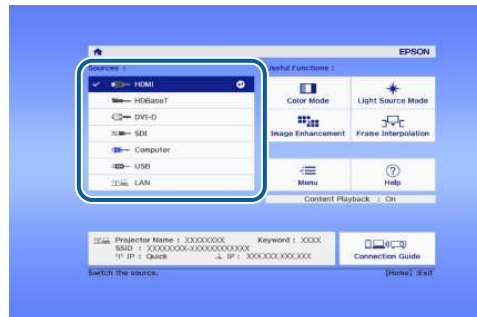 EPSON
Sources :
Useful Functions :
HDMI
HDBaseT
DVI-D
SDI
Computer
USB
LAN
Color Mode
Light Source Mode
Image Enhancement
Frame Interpolation
Menu
Help
Content Playback : On
Projector Name : XXXXXXXX Keyword : XXXX
SSID : XXXXXXXX-XXXXXXXXXXXX
IP : Quick IP : XXX.XXX.XXX.XXX
Connection Guide
Switch the source.
[Home] :Exit